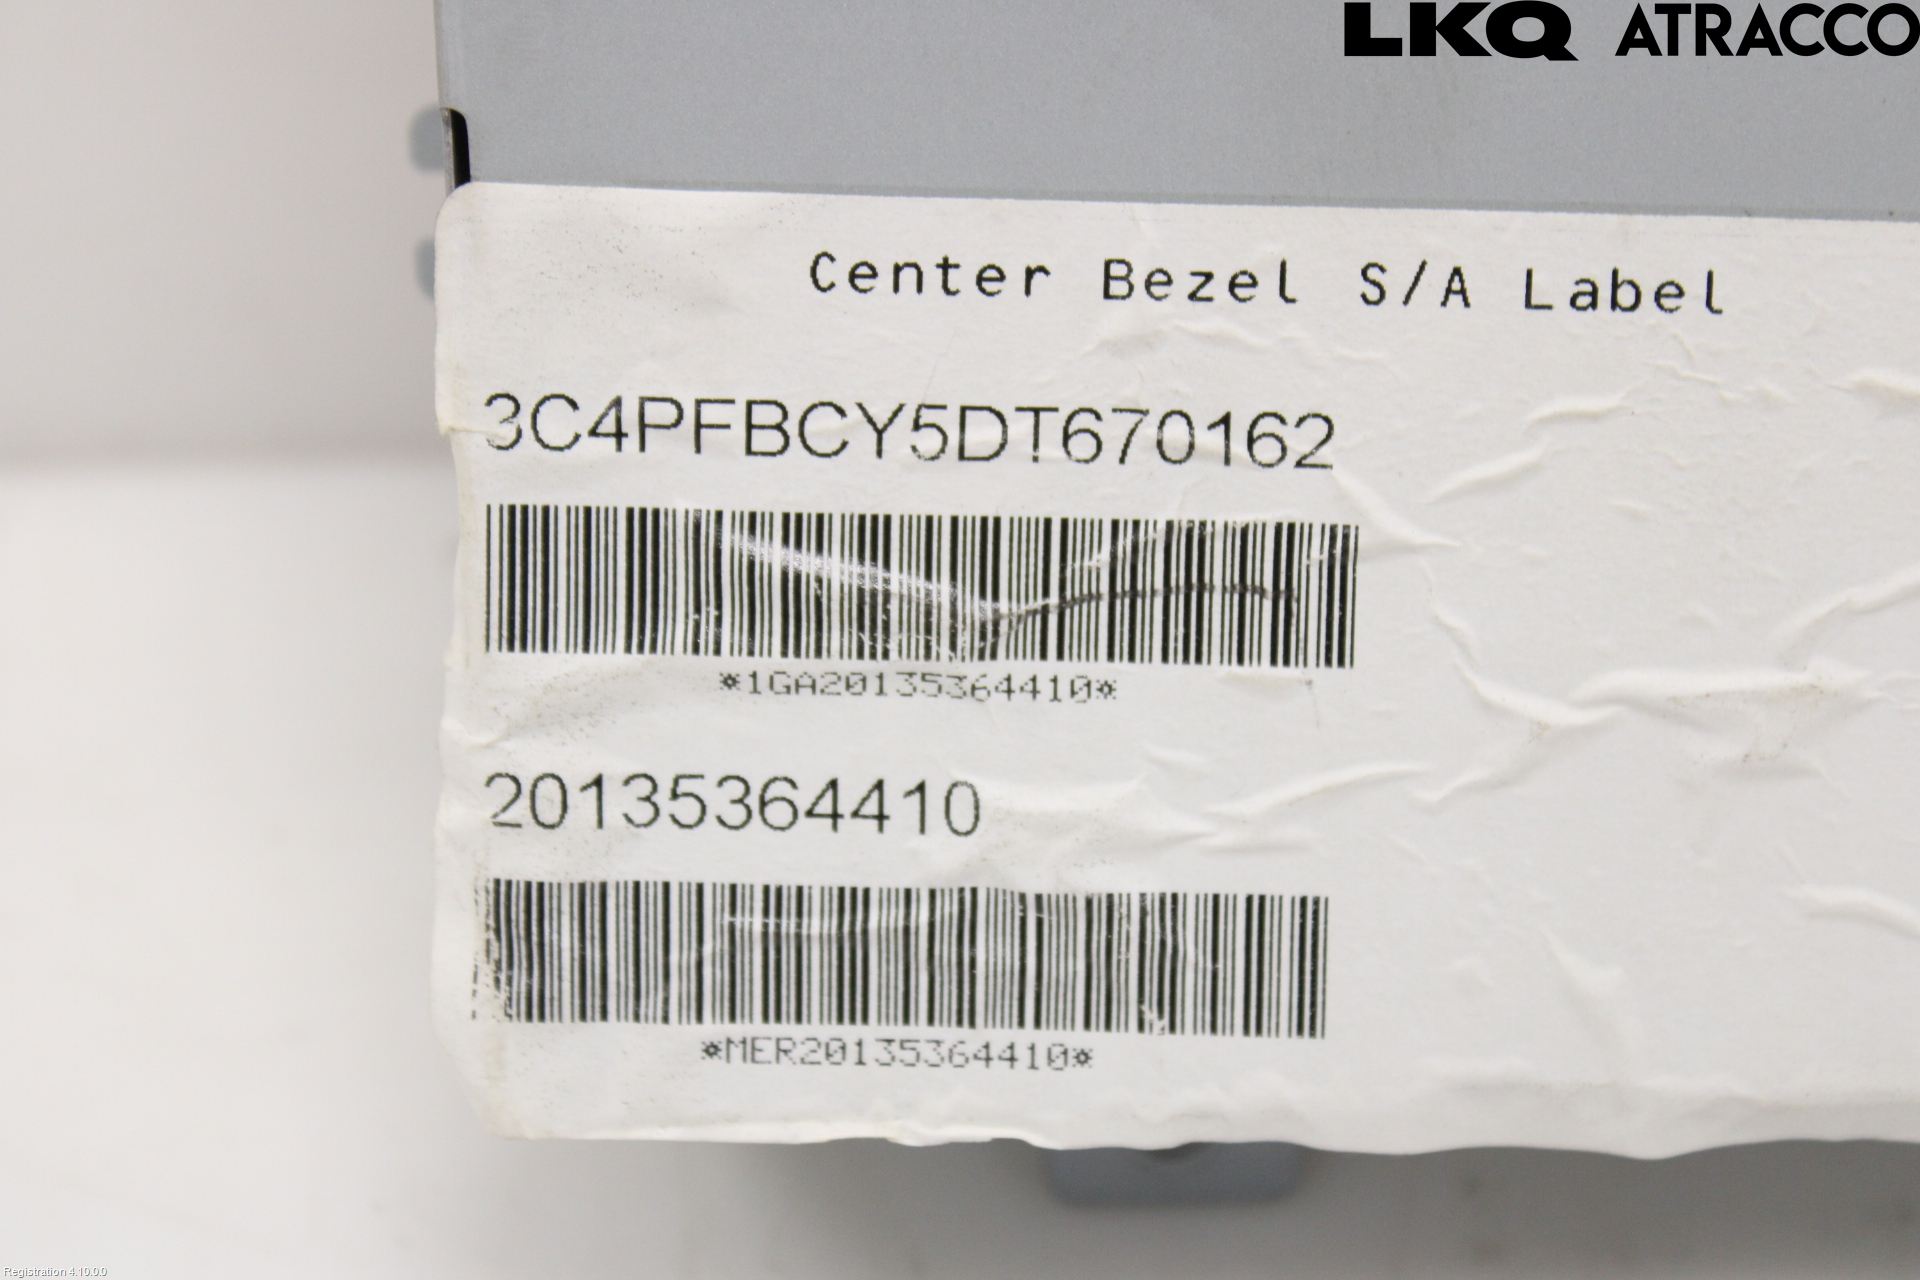 LKQ ATRACCO
Center Bezel S/A Label
3C4PFBCY5DT670162
*1GA20135364410*
20135364410
*MER20135364410*
Registration 4.10.0.0